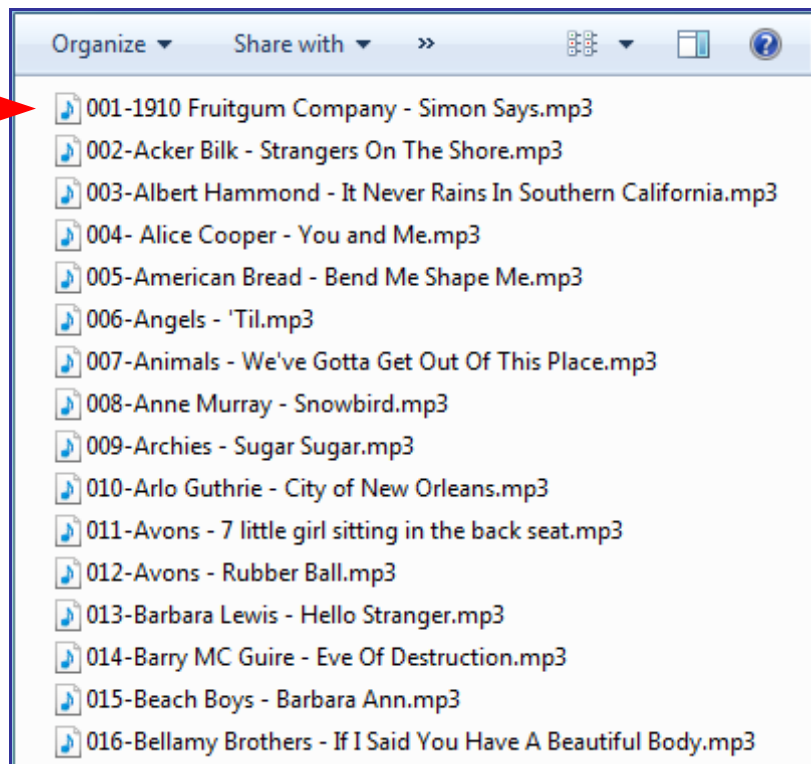 Organize Share with »
001-1910 Fruitgum Company - Simon Says.mp3
002-Acker Bilk - Strangers On The Shore.mp3
003-Albert Hammond - It Never Rains In Southern California.mp3
004- Alice Cooper - You and Me.mp3
005-American Bread - Bend Me Shape Me.mp3
006-Angels - 'Til.mp3
007-Animals - We've Gotta Get Out Of This Place.mp3
008-Anne Murray - Snowbird.mp3
009-Archies - Sugar Sugar.mp3
010-Arlo Guthrie - City of New Orleans.mp3
011-Avons - 7 little girl sitting in the back seat.mp3
012-Avons - Rubber Ball.mp3
013-Barbara Lewis - Hello Stranger.mp3
014-Barry MC Guire - Eve Of Destruction.mp3
015-Beach Boys - Barbara Ann.mp3
016-Bellamy Brothers - If I Said You Have A Beautiful Body.mp3